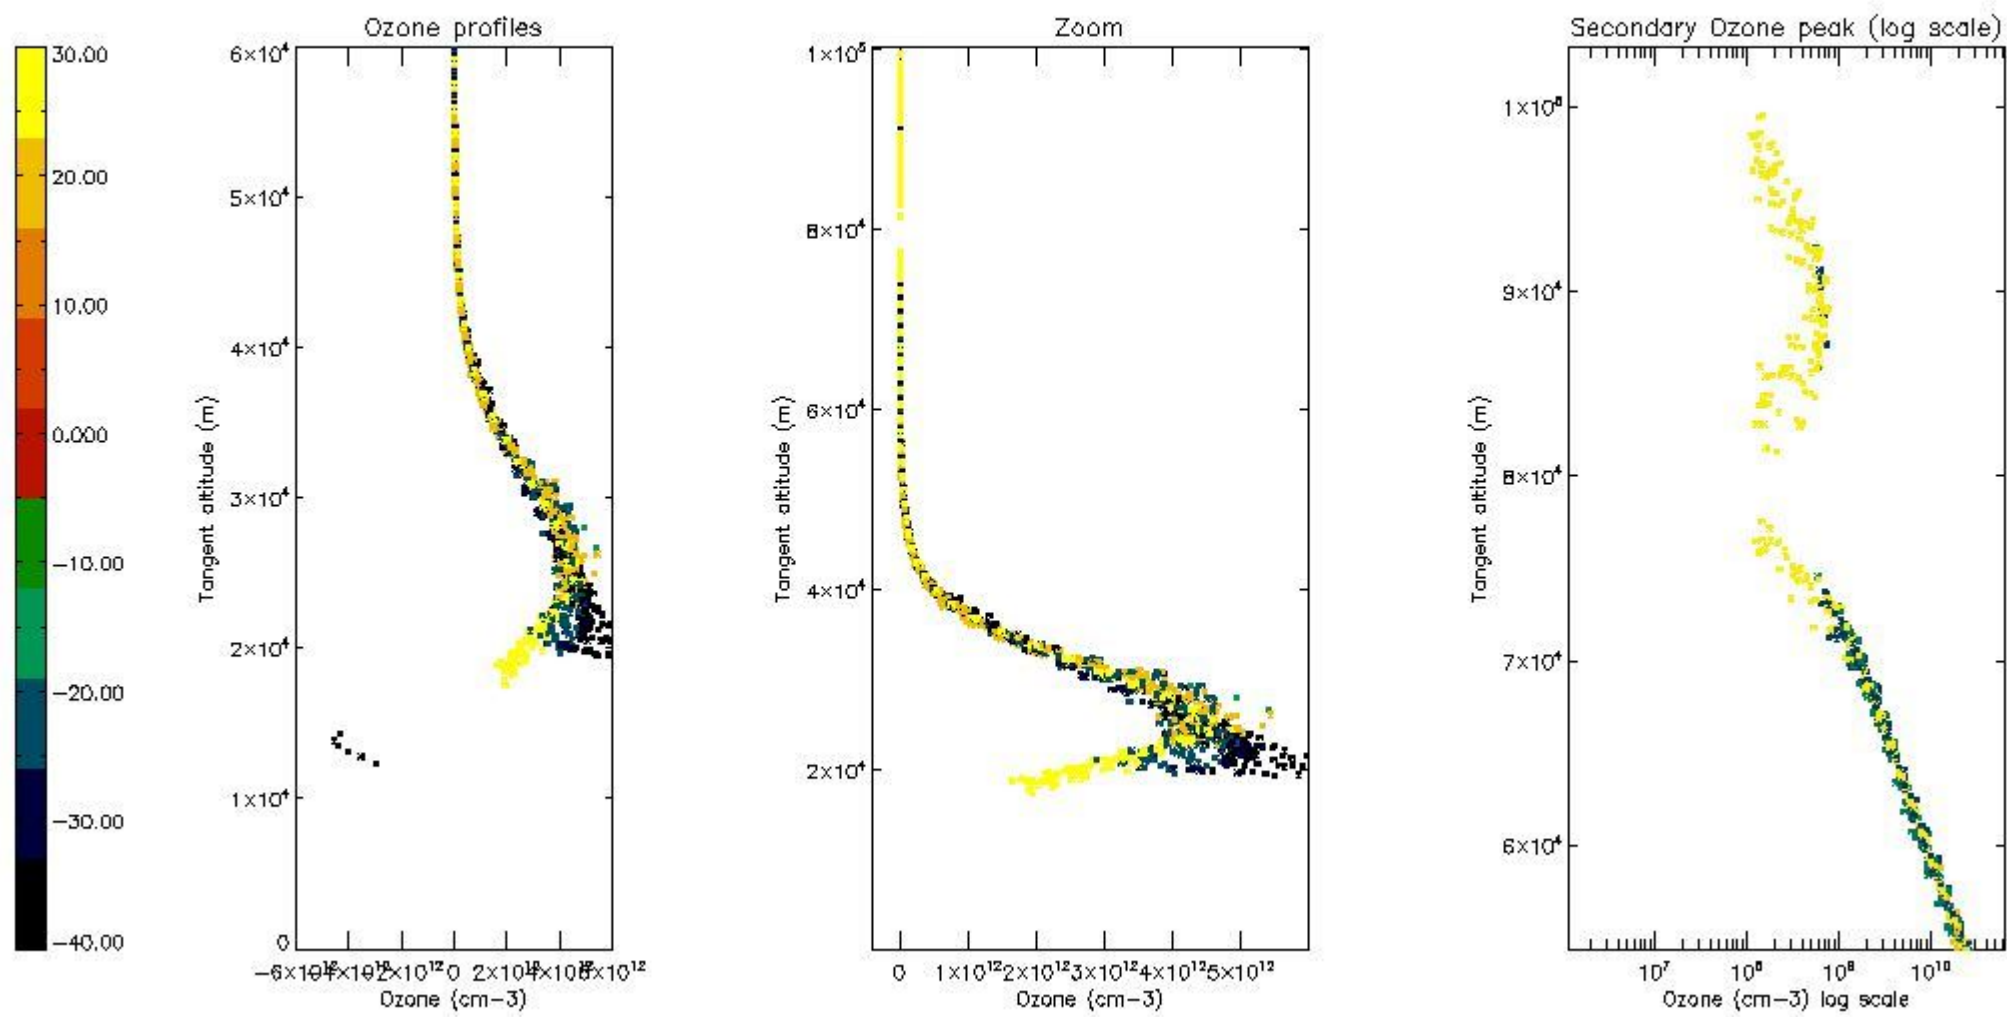 Ozone profiles
Zoom
Secondary Ozone peak (log scale)
30.00
20.00
10.00
0.000
−10.00
−20.00
−30.00
−40.00
6×10⁴
5×10⁴
4×10⁴
3×10⁴
2×10⁴
1×10⁴
0
Tangent altitude (m)
0
Ozone (cm−3)
1×10⁵
8×10⁴
6×10⁴
4×10⁴
2×10⁴
Tangent altitude (m)
0 1×10¹² 2×10¹² 3×10¹² 4×10¹² 5×10¹²
Ozone (cm−3)
9×10⁴
8×10⁴
7×10⁴
6×10⁴
Tangent altitude (m)
10⁷ 10⁸ 10⁹ 10¹⁰
Ozone (cm−3) log scale